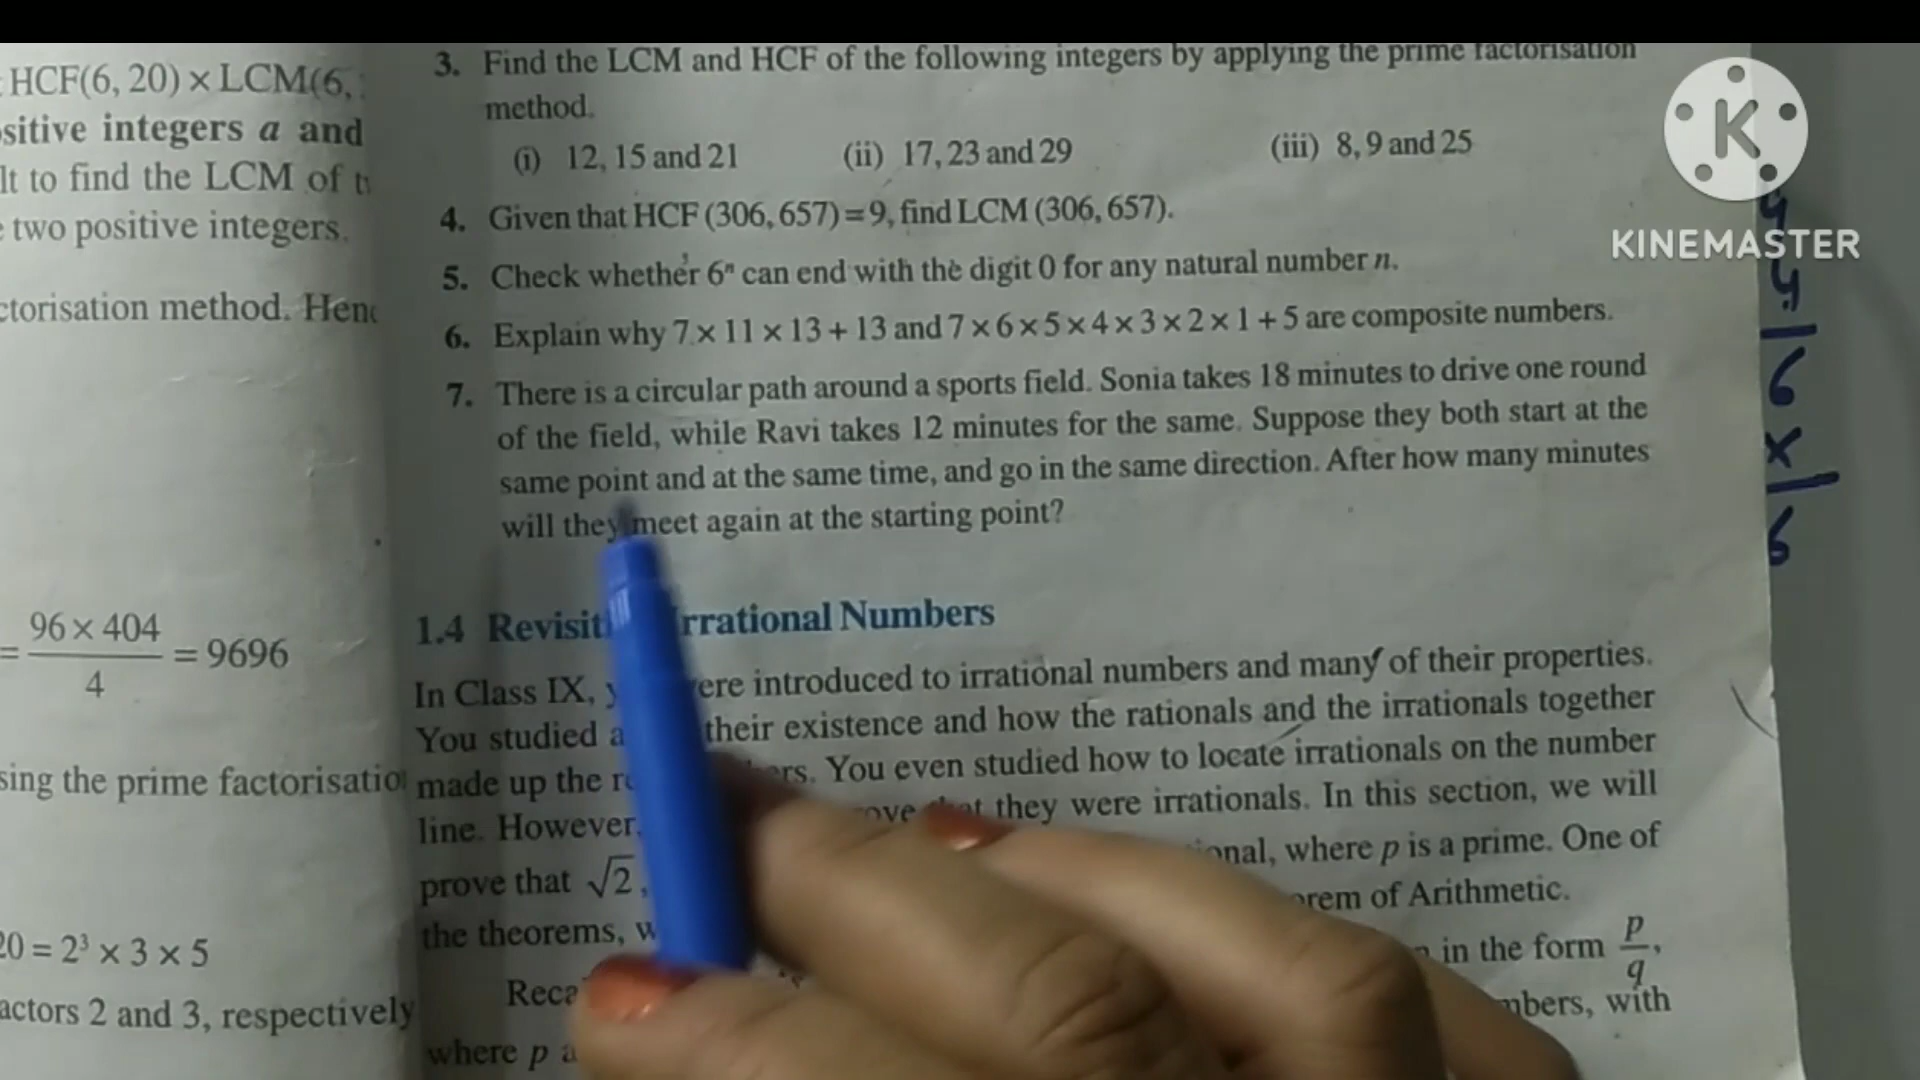 HCF(6, 20) × LCM(6,
sitive integers a and
lt to find the LCM of
two positive integers.
ctorisation method. Hence
= 96 × 404 / 4 = 9696
sing the prime factorisatio
20 = 2³ × 3 × 5
actors 2 and 3, respectively
3. Find the LCM and HCF of the following integers by applying the prime factorisation
method.
(i) 12, 15 and 21 (ii) 17, 23 and 29 (iii) 8, 9 and 25
4. Given that HCF (306, 657) = 9, find LCM (306, 657).
5. Check whether 6ⁿ can end with the digit 0 for any natural number n.
6. Explain why 7 × 11 × 13 + 13 and 7 × 6 × 5 × 4 × 3 × 2 × 1 + 5 are composite numbers.
7. There is a circular path around a sports field. Sonia takes 18 minutes to drive one round
of the field, while Ravi takes 12 minutes for the same. Suppose they both start at the
same point and at the same time, and go in the same direction. After how many minutes
will they meet again at the starting point?
1.4 Revisit rrational Numbers
In Class IX, y ere introduced to irrational numbers and many of their properties.
You studied a their existence and how the rationals and the irrationals together
made up the r ers. You even studied how to locate irrationals on the number
line. However, they were irrationals. In this section, we will
prove that √2, onal, where p is a prime. One of
the theorems, w orem of Arithmetic.
Reca in the form p/q,
where p a mbers, with
K
KINEMASTER